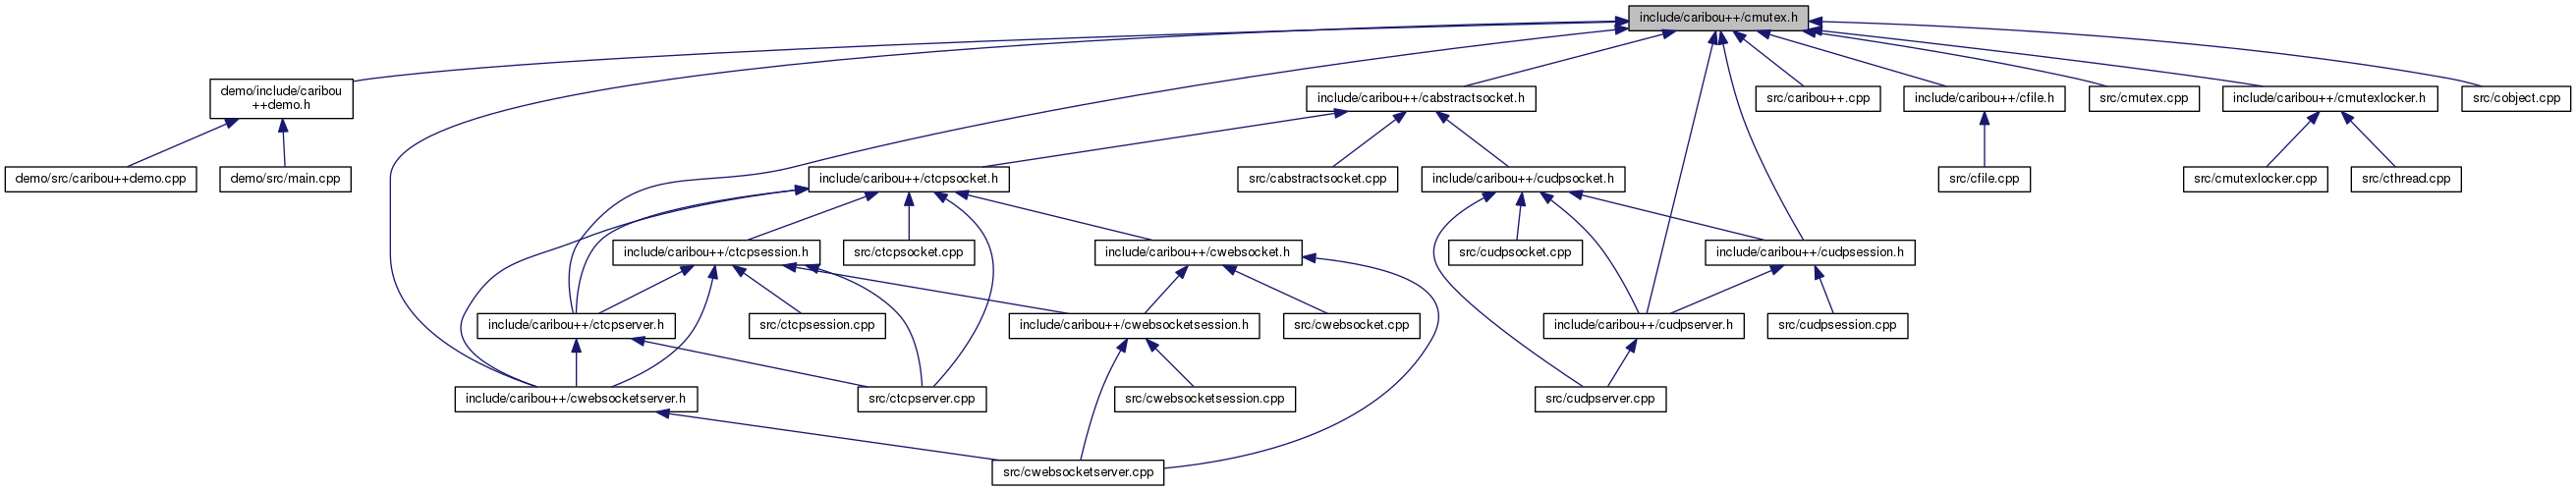 include/caribou++/cmutex.h
demo/include/caribou
++demo.h
include/caribou++/cabstractsocket.h
src/caribou++.cpp
include/caribou++/cfile.h
src/cmutex.cpp
include/caribou++/cmutexlocker.h
src/cobject.cpp
demo/src/caribou++demo.cpp
demo/src/main.cpp
include/caribou++/ctcpsocket.h
src/cabstractsocket.cpp
include/caribou++/cudpsocket.h
src/cfile.cpp
src/cmutexlocker.cpp
src/cthread.cpp
include/caribou++/ctcpsession.h
src/ctcpsocket.cpp
include/caribou++/cwebsocket.h
src/cudpsocket.cpp
include/caribou++/cudpsession.h
include/caribou++/ctcpserver.h
src/ctcpsession.cpp
include/caribou++/cwebsocketsession.h
src/cwebsocket.cpp
include/caribou++/cudpserver.h
src/cudpsession.cpp
include/caribou++/cwebsocketserver.h
src/ctcpserver.cpp
src/cwebsocketsession.cpp
src/cudpserver.cpp
src/cwebsocketserver.cpp